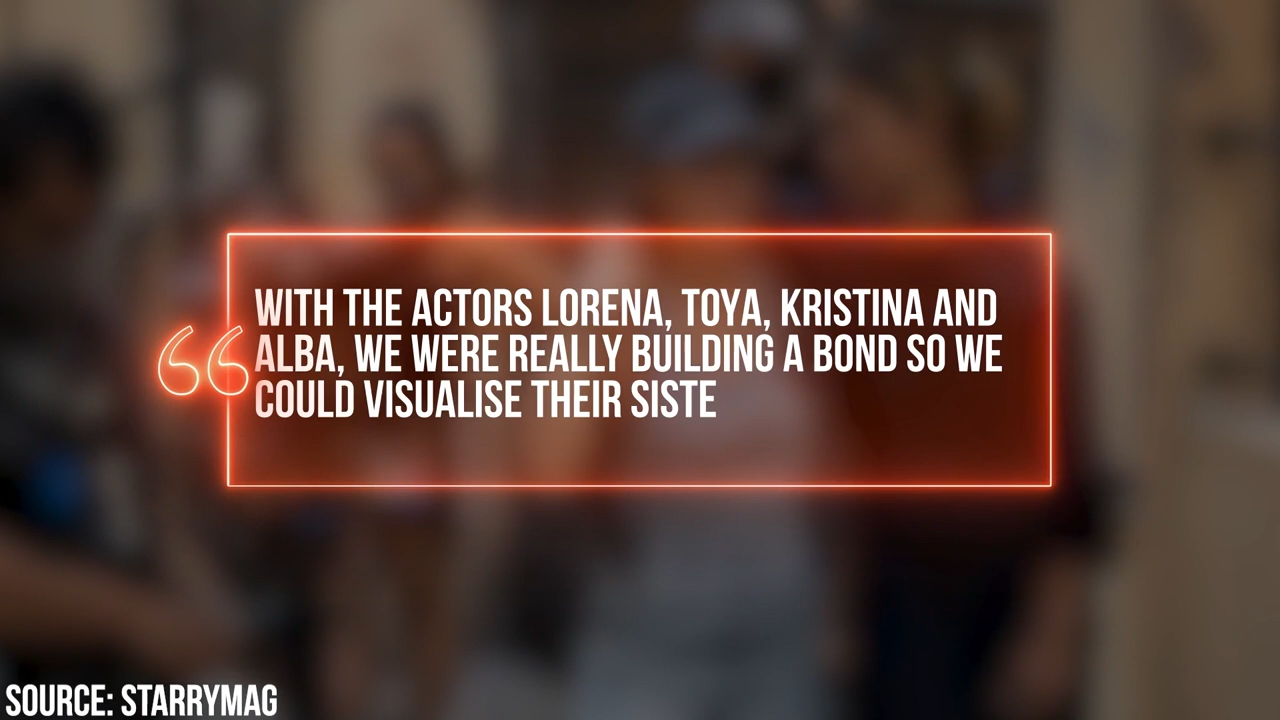 WITH THE ACTORS LORENA, TOYA, KRISTINA AND
ALBA, WE WERE REALLY BUILDING A BOND SO WE
COULD VISUALISE THEIR SISTE
SOURCE: STARRYMAG